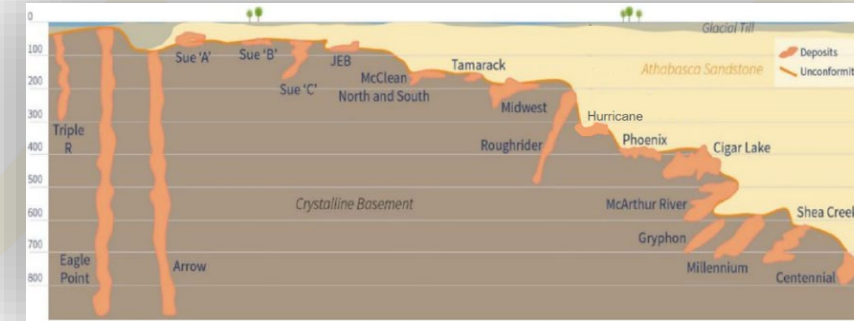 0
100
200
300
400
500
600
700
800
Glacial Till
Deposits
Unconformit
Athabasca Sandstone
Sue 'A'
Sue 'B'
Sue 'C'
JEB
McClean
North and South
Tamarack
Midwest
Hurricane
Triple
R
Roughrider
Phoenix
Cigar Lake
Crystalline Basement
McArthur River
Shea Creek
Gryphon
Eagle
Point
Arrow
Millennium
Centennial